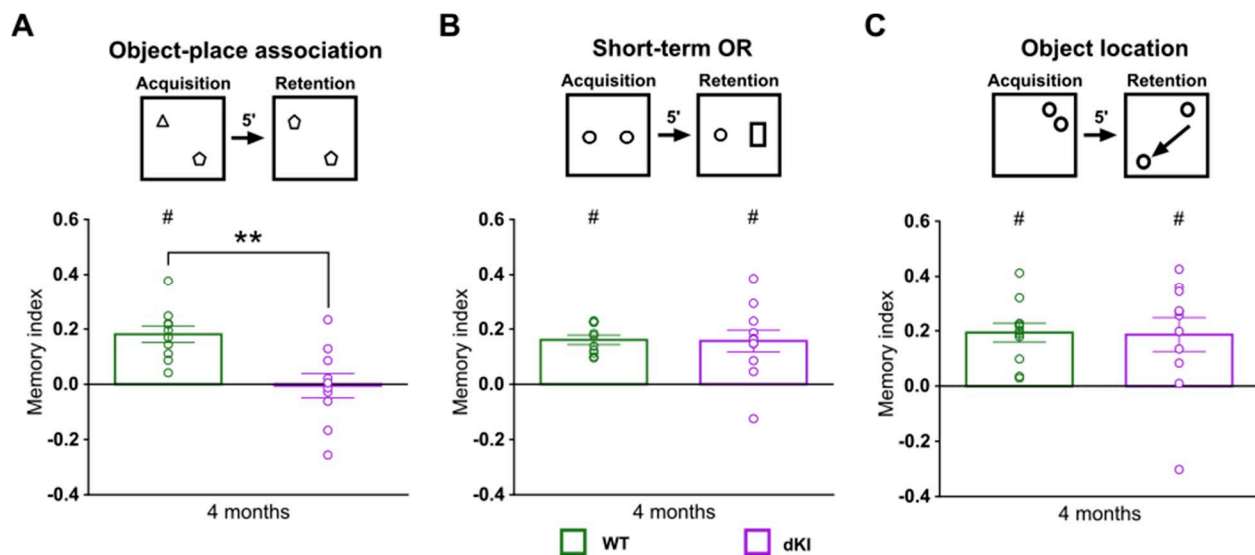 A
Object-place association
Acquisition
Retention
5'
#
**
Memory index
0.6
0.4
0.2
0.0
-0.2
-0.4
4 months
B
Short-term OR
Acquisition
Retention
5'
#
#
Memory index
0.6
0.4
0.2
0.0
-0.2
-0.4
4 months
C
Object location
Acquisition
Retention
5'
#
#
Memory index
0.6
0.4
0.2
0.0
-0.2
-0.4
4 months
WT
dKI